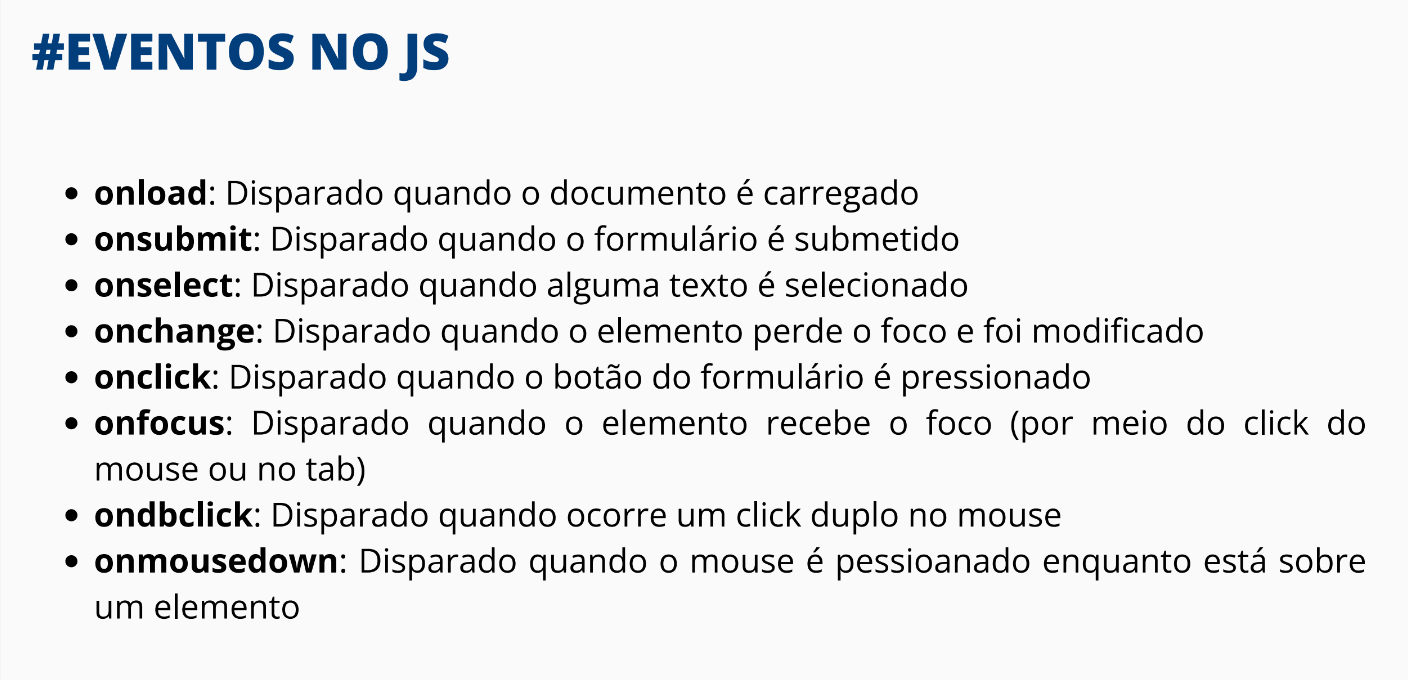 #EVENTOS NO JS
onload: Disparado quando o documento é carregado
onsubmit: Disparado quando o formulário é submetido
onselect: Disparado quando alguma texto é selecionado
onchange: Disparado quando o elemento perde o foco e foi modificado
onclick: Disparado quando o botão do formulário é pressionado
onfocus: Disparado quando o elemento recebe o foco (por meio do click do
mouse ou no tab)
ondbclick: Disparado quando ocorre um click duplo no mouse
onmousedown: Disparado quando o mouse é pessioanado enquanto está sobre
um elemento